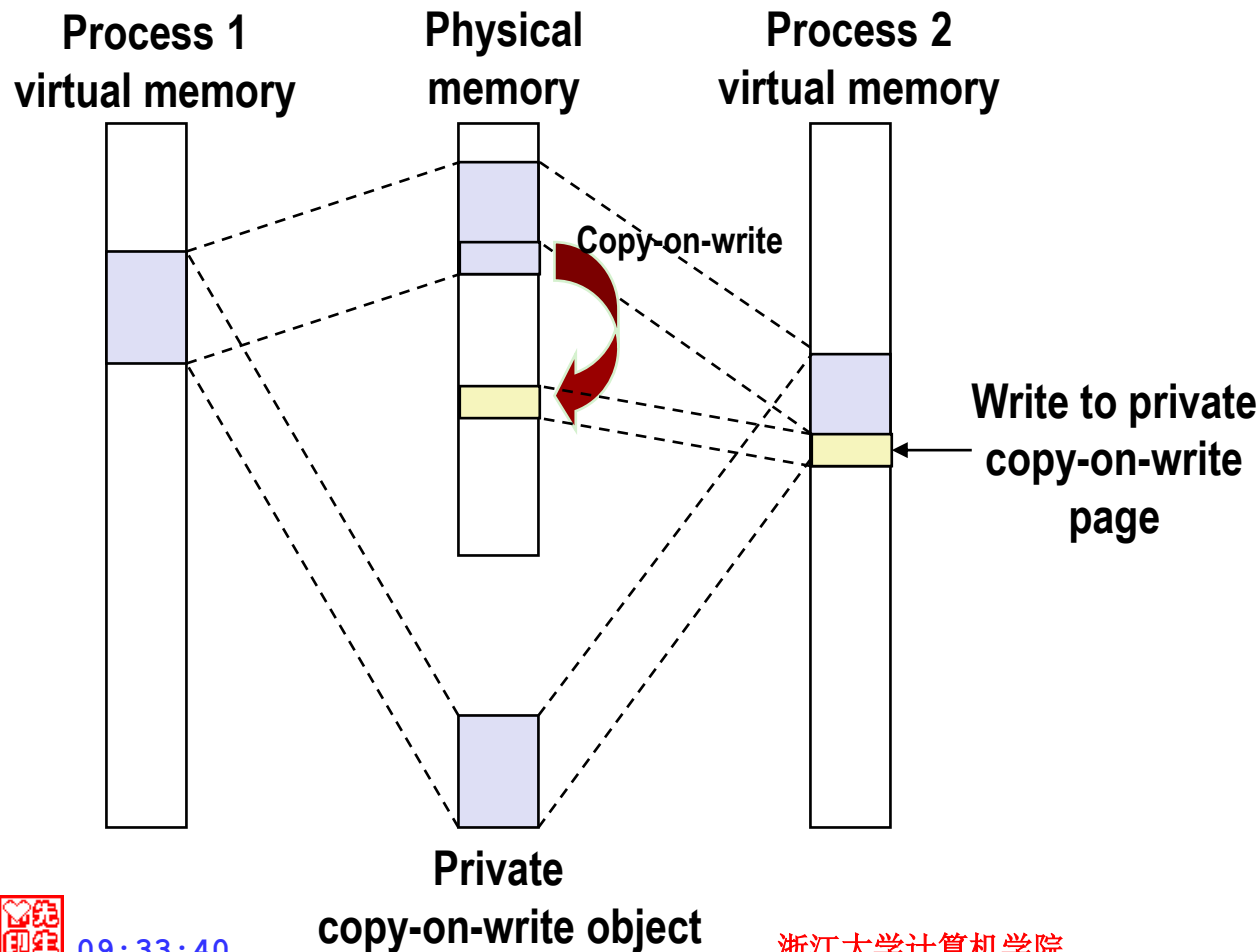 Process 1
virtual memory
Physical
memory
Process 2
virtual memory
Copy-on-write
Write to private
copy-on-write
page
Private
copy-on-write object
09:33:40
浙江大学计算机学院